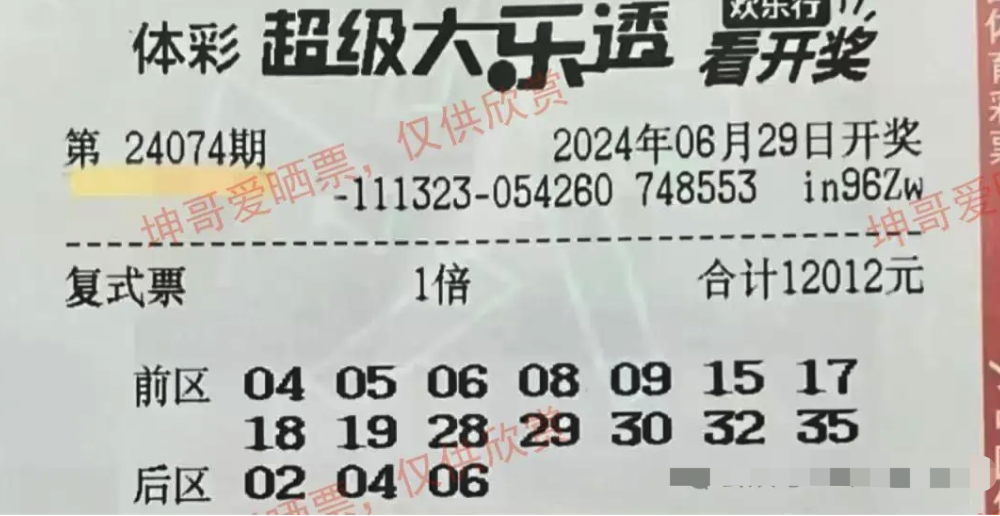 体彩 超级大乐透 欢乐行 看开奖
第 24074期 2024年06月29日开奖
-111323-054260 748553 in96Zw
复式票 1倍 合计12012元
前区 04 05 06 08 09 15 17
18 19 28 29 30 32 35
后区 02 04 06
坤哥爱晒票，仅供欣赏
坤哥爱晒
坤哥爱晒票，仅供欣赏